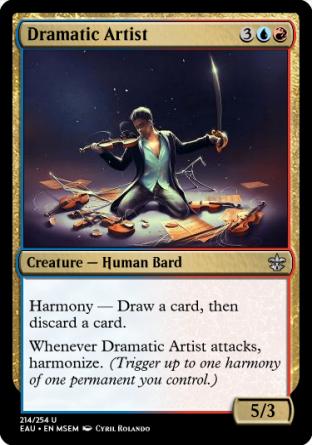 Dramatic Artist 3
Creature — Human Bard
Harmony — Draw a card, then
discard a card.
Whenever Dramatic Artist attacks,
harmonize. (Trigger up to one harmony
of one permanent you control.)
214/254 U
EAU • EN MSEM Cyril Rolando
5/3